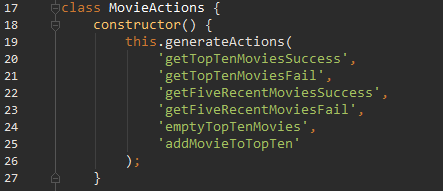 17 class MovieActions {
18 constructor() {
19 this.generateActions(
20 'getTopTenMoviesSuccess',
21 'getTopTenMoviesFail',
22 'getFiveRecentMoviesSuccess',
23 'getFiveRecentMoviesFail',
24 'emptyTopTenMovies',
25 'addMovieToTopTen'
26 );
27 }